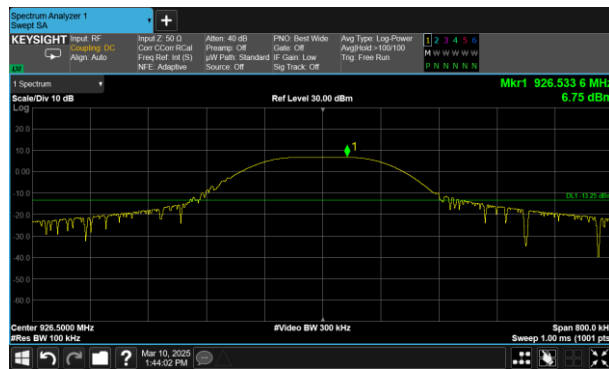 Spectrum Analyzer 1
Swept SA
KEYSIGHT
Input: RF
Coupling: DC
Align: Auto
Input Z: 50 Ω
Corr CCorr RCal
Freq Ref: Int (S)
NFE: Adaptive
Atten: 40 dB
Preamp: Off
µW Path: Standard
Source: Off
PNO: Best Wide
Gate: Off
IF Gain: Low
Sig Track: Off
Avg Type: Log-Power
Avg|Hold:>100/100
Trig: Free Run
1 2 3 4 5 6
M W W W W W
P N N N N N
1 Spectrum
Mkr1 926.533 6 MHz
Scale/Div 10 dB
Ref Level 30.00 dBm
6.75 dBm
Log
20.0
1
10.0
0.00
-10.0
DL1 -13.25 dBm
-20.0
-30.0
-40.0
-50.0
-60.0
Center 926.5000 MHz
#Video BW 300 kHz
Span 800.0 kHz
#Res BW 100 kHz
Sweep 1.00 ms (1001 pts)
?
Mar 10, 2025
1:44:02 PM